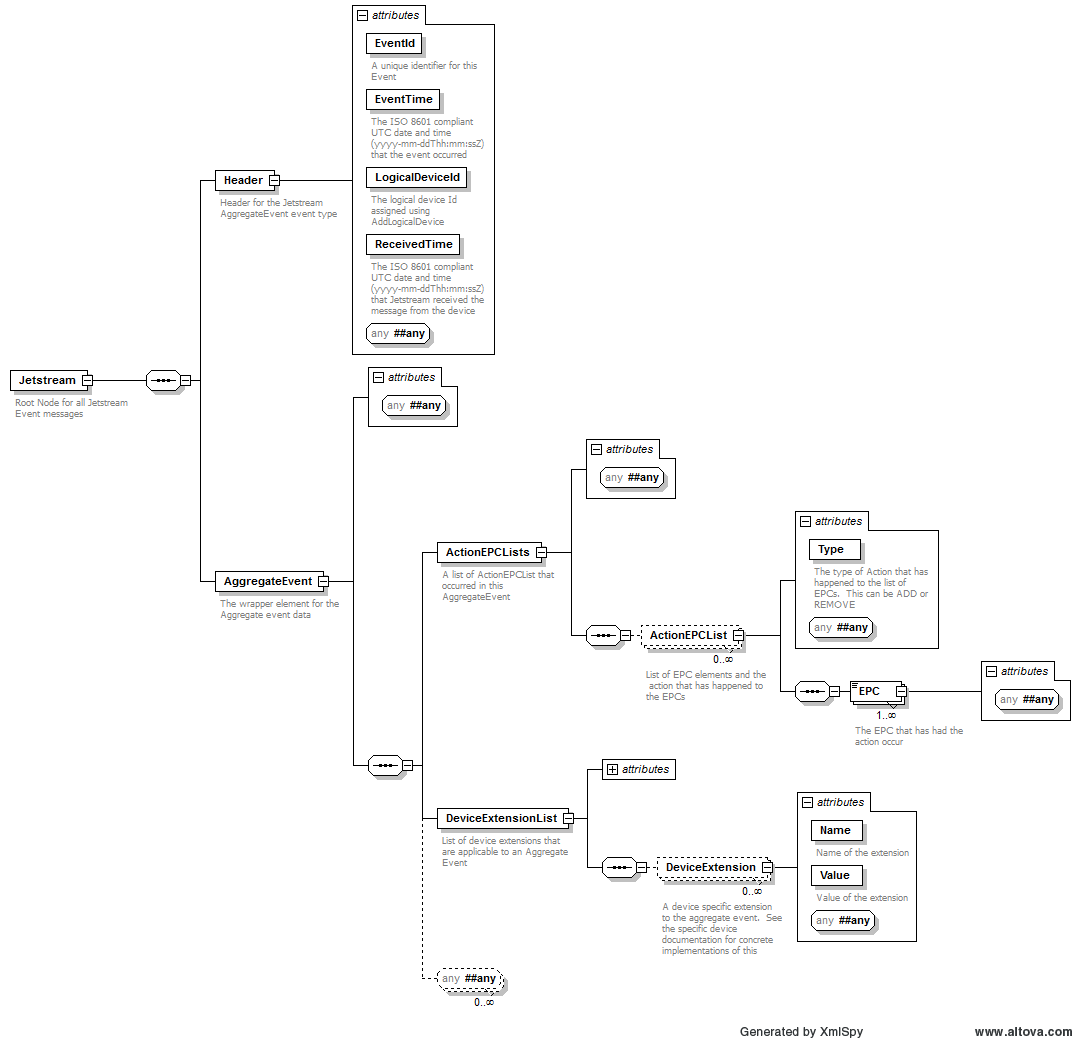 attributes
EventId
A unique identifier for this
Event
EventTime
The ISO 8601 compliant
UTC date and time
(yyyy-mm-ddThh:mm:ssZ)
that the event occurred
LogicalDeviceId
The logical device Id
assigned using
AddLogicalDevice
ReceivedTime
The ISO 8601 compliant
UTC date and time
(yyyy-mm-ddThh:mm:ssZ)
that Jetstream received the
message from the device
any ##any
Header
Header for the Jetstream
AggregateEvent event type
Jetstream
Root Node for all Jetstream
Event messages
attributes
any ##any
AggregateEvent
The wrapper element for the
Aggregate event data
attributes
any ##any
ActionEPCLists
A list of ActionEPCList that
occurred in this
AggregateEvent
attributes
Type
The type of Action that has
happened to the list of
EPCs. This can be ADD or
REMOVE
any ##any
ActionEPCList
0..∞
List of EPC elements and the
action that has happened to
the EPCs
EPC
1..∞
The EPC that has had the
action occur
attributes
any ##any
attributes
DeviceExtensionList
List of device extensions that
are applicable to an Aggregate
Event
attributes
Name
Name of the extension
Value
Value of the extension
any ##any
DeviceExtension
0..∞
A device specific extension
to the aggregate event. See
the specific device
documentation for concrete
implementations of this
any ##any
0..∞
Generated by XmlSpy
www.altova.com